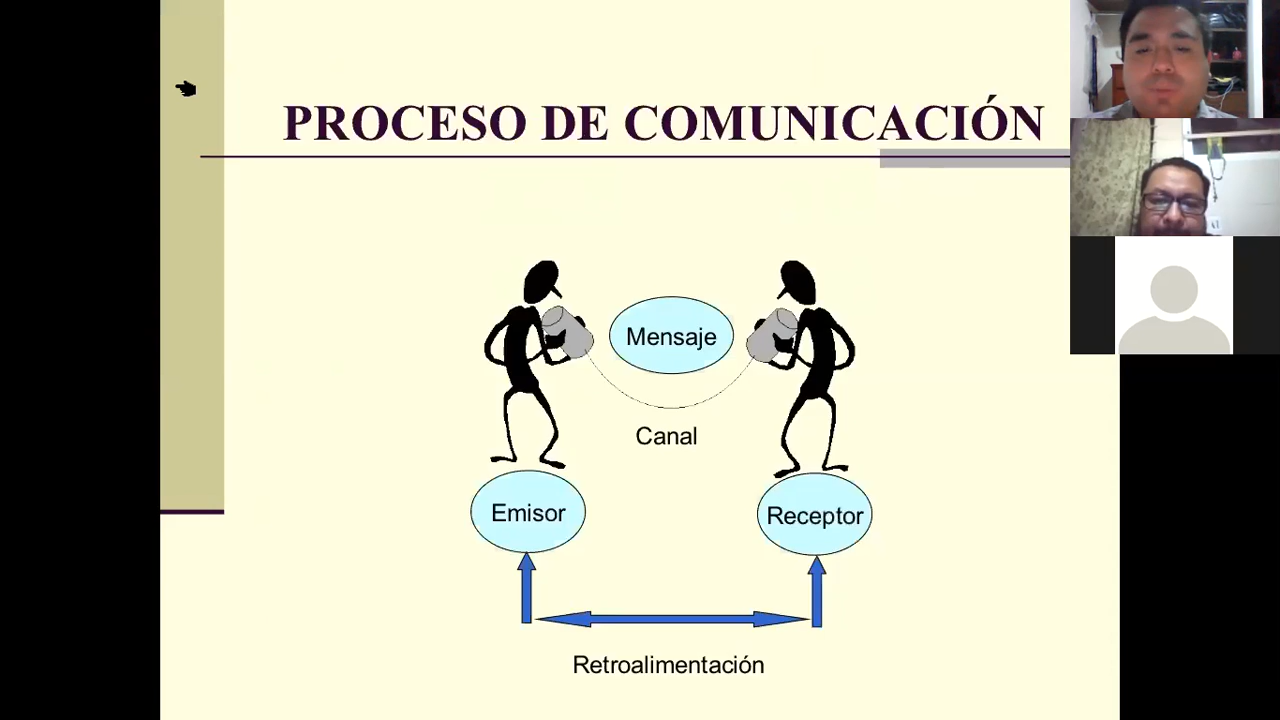 PROCESO DE COMUNICACIÓN
Mensaje
Canal
Emisor
Receptor
Retroalimentación